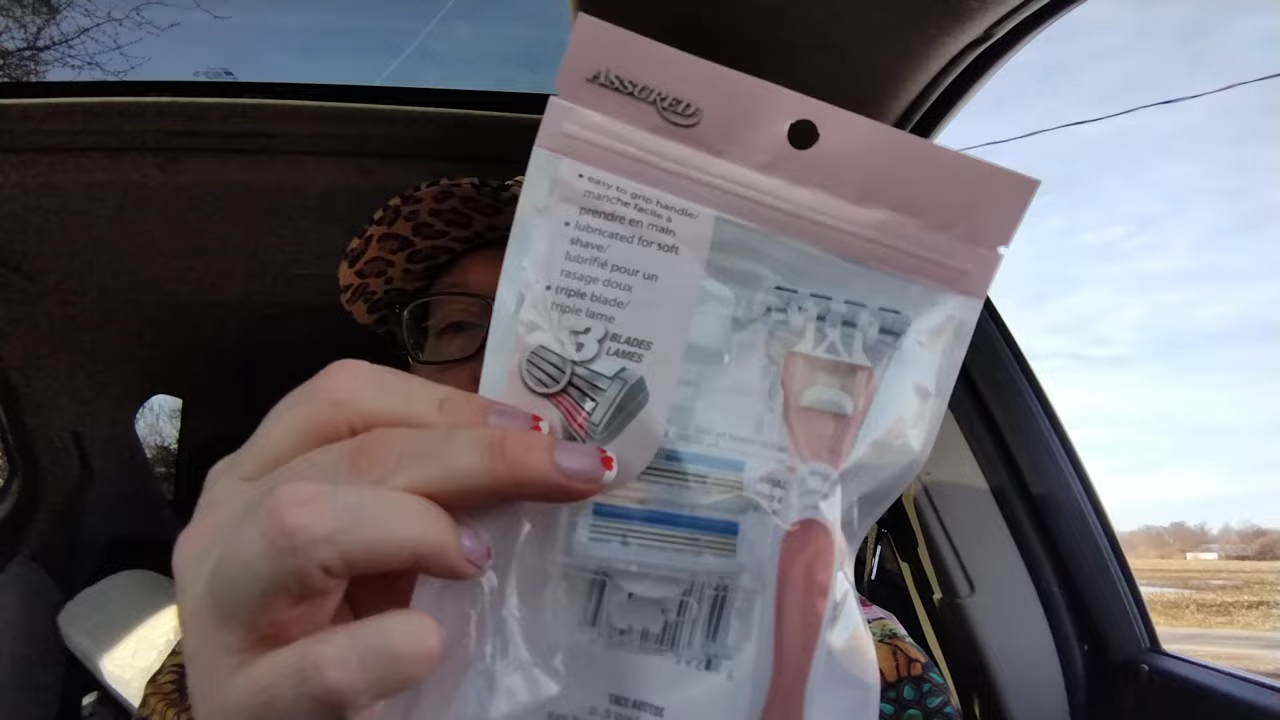 ASSURED
• easy to grip handle/
manche facile à
prendre en main
• lubricated for soft
shave/
lubrifié pour un
rasage doux
• triple blade/
triple lame
3 BLADES
LAMES